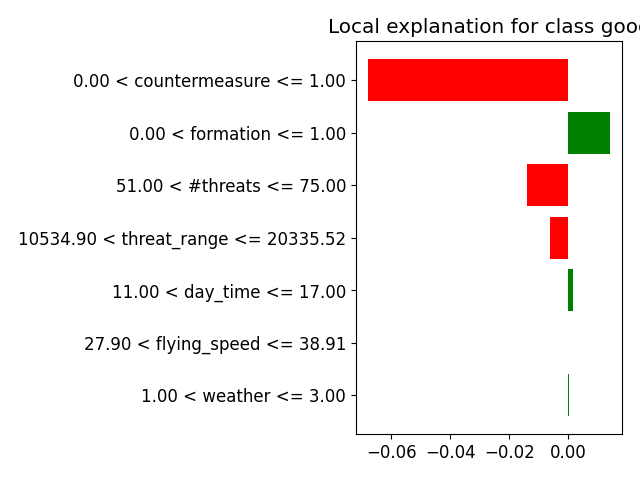 Local explanation for class good
0.00 < countermeasure <= 1.00
0.00 < formation <= 1.00
51.00 < #threats <= 75.00
10534.90 < threat_range <= 20335.52
11.00 < day_time <= 17.00
27.90 < flying_speed <= 38.91
1.00 < weather <= 3.00
−0.06 −0.04 −0.02 0.00